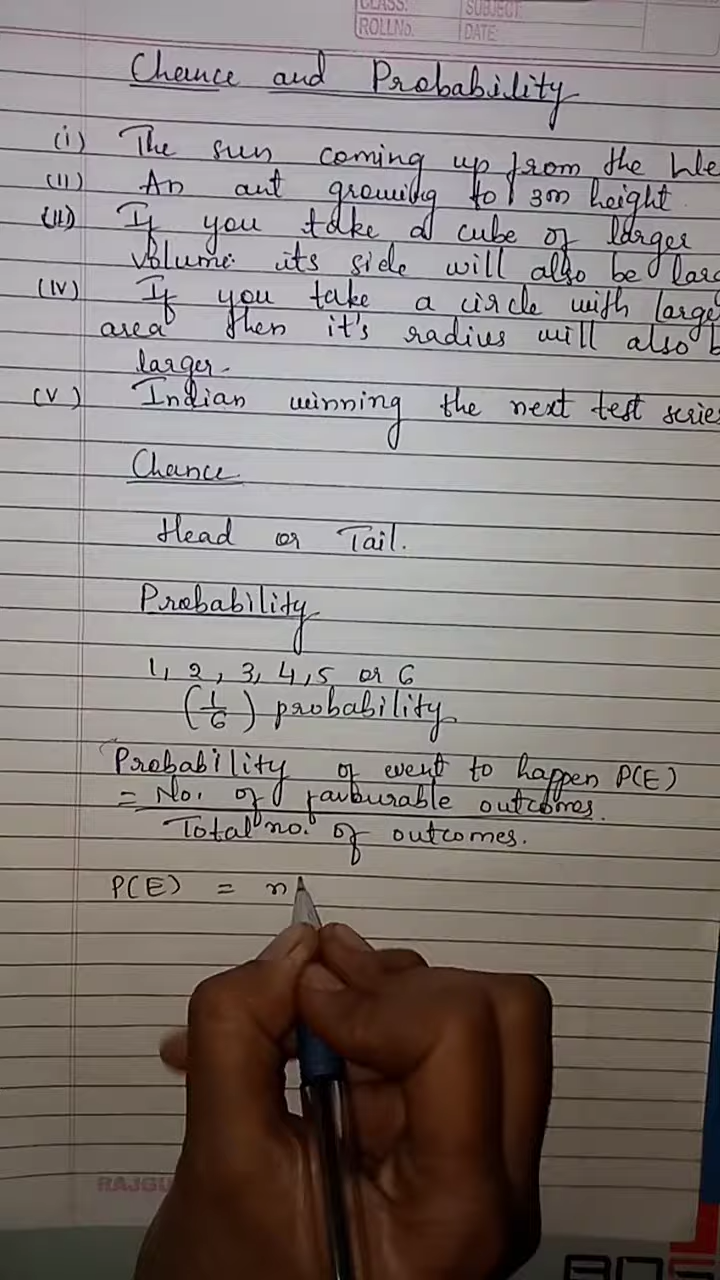 CLASS: SUBJECT:
ROLLNo. DATE:
Chance and Probability
(i) The sun coming up from the
(II) An ant growing to 3m height.
(II) If you take a cube of larger
volume. its side will also be
(IV) If you take a circle with
area then it's radius will also
larger.
(V) Indian winning the next test
Chance
Head or Tail.
Probability
1, 2, 3, 4, 5 or 6
(1/6) probability
Probability of event to happen P(E)
= No. of favourable outcomes.
Total no. of outcomes.
P(E) = n